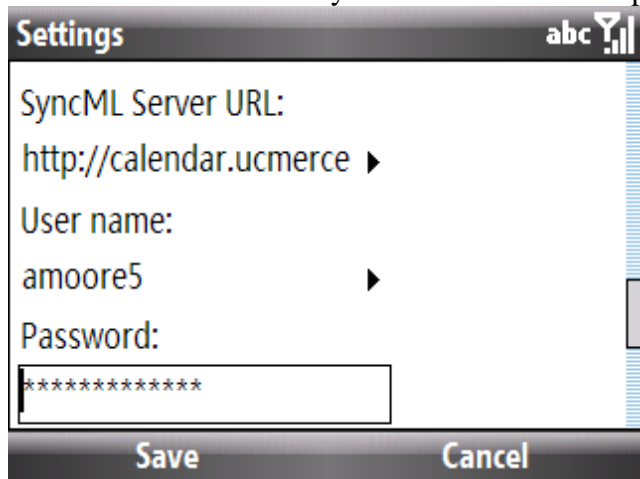 Settings abc
SyncML Server URL:
http://calendar.ucmerce
User name:
amoore5
Password:
*************
Save Cancel